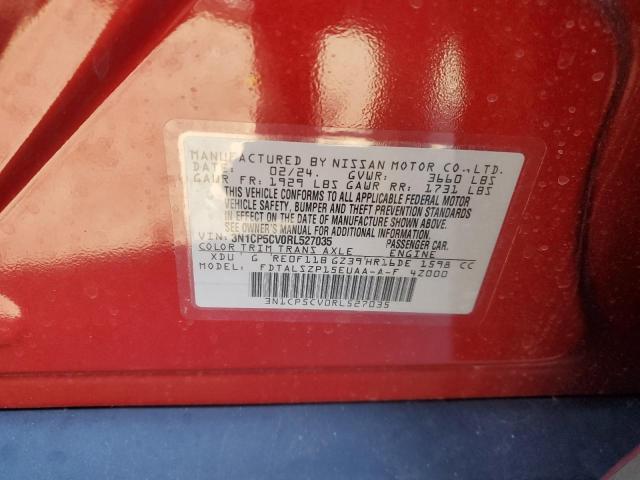 MANUFACTURED BY NISSAN MOTOR CO., LTD.
DATE: 02/24. GVWR: 3660 LBS
GAWR FR: 1929 LBS GAWR RR: 1731 LBS
THIS VEHICLE CONFORMS TO ALL APPLICABLE FEDERAL MOTOR
VEHICLE SAFETY, BUMPER AND THEFT PREVENTION STANDARDS
IN EFFECT ON THE DATE OF MANUFACTURE SHOWN ABOVE.
SEE OWNER'S MANUAL FOR ADDITIONAL INFORMATION.
VIN: 3N1CP5CV0RL527035 PASSENGER CAR.
COLOR TRIM TRANS AXLE ENGINE
XDU G RE0F11B GZ39 HR16DE 1598 CC
MODEL: FDTALSZP15EUAA-A-F 4Z000
3N1CP5CV0RL527035